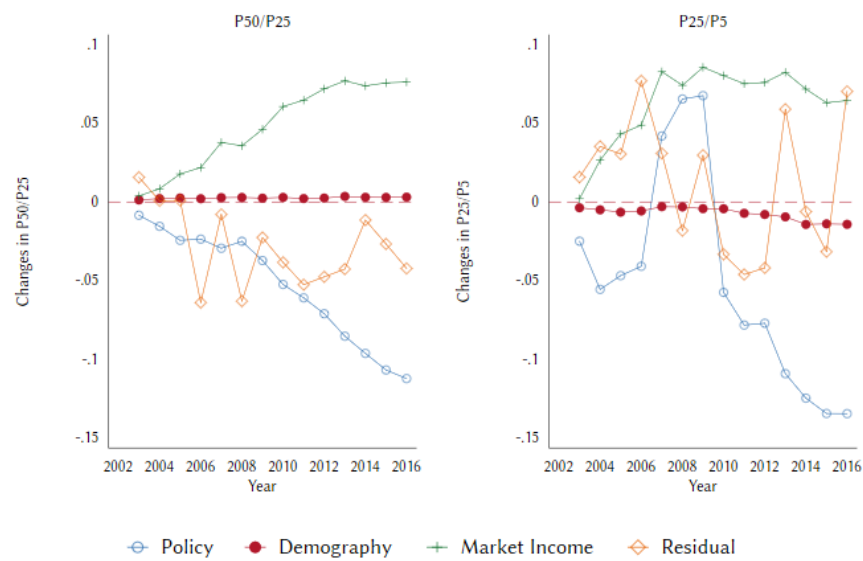 P50/P25
.1
.05
0
-.05
-.1
-.15
Changes in P50/P25
2002 2004 2006 2008 2010 2012 2014 2016
Year
P25/P5
.1
.05
0
-.05
-.1
-.15
Changes in P25/P5
2002 2004 2006 2008 2010 2012 2014 2016
Year
Policy Demography Market Income Residual